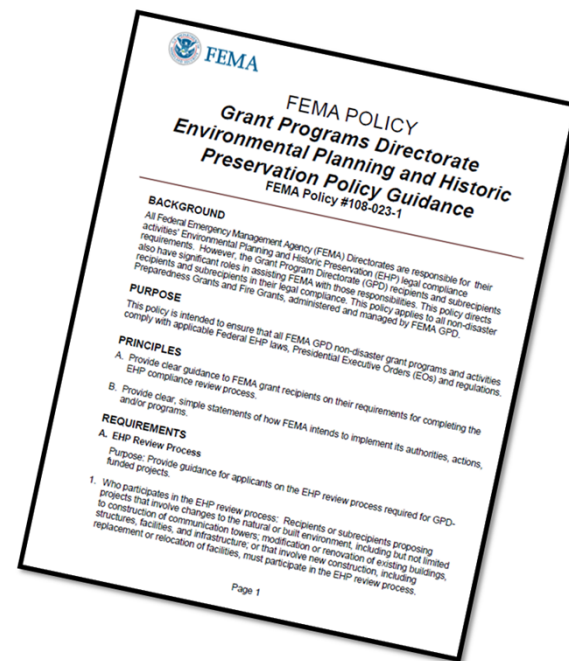 FEMA
FEMA POLICY
Grant Programs Directorate
Environmental Planning and Historic
Preservation Policy Guidance
FEMA Policy #108-023-1
BACKGROUND
All Federal Emergency Management Agency (FEMA) Directorates are responsible for their
activities' Environmental Planning and Historic Preservation (EHP) legal compliance
requirements. However, the Grant Program Directorate (GPD) recipients and subrecipients
also have significant roles in assisting FEMA with those responsibilities. This policy directs
recipients and subrecipients in their legal compliance. This policy applies to all non-disaster
Preparedness Grants and Fire Grants, administered and managed by FEMA GPD.
PURPOSE
This policy is intended to ensure that all FEMA GPD non-disaster grant programs and activities
comply with applicable Federal EHP laws, Presidential Executive Orders (EOs) and regulations.
PRINCIPLES
A. Provide clear guidance to FEMA grant recipients on their requirements for completing the
EHP compliance review process.
B. Provide clear, simple statements of how FEMA intends to implement its authorities, actions,
and/or programs.
REQUIREMENTS
A. EHP Review Process
Purpose: Provide guidance for applicants on the EHP review process required for GPD-
funded projects.
1. Who participates in the EHP review process: Recipients or subrecipients proposing
projects that involve changes to the natural or built environment, including but not limited
to construction of communication towers; modification or renovation of existing buildings,
structures, facilities, and infrastructure; or that involve new construction, including
replacement or relocation of facilities, must participate in the EHP review process.
Page 1